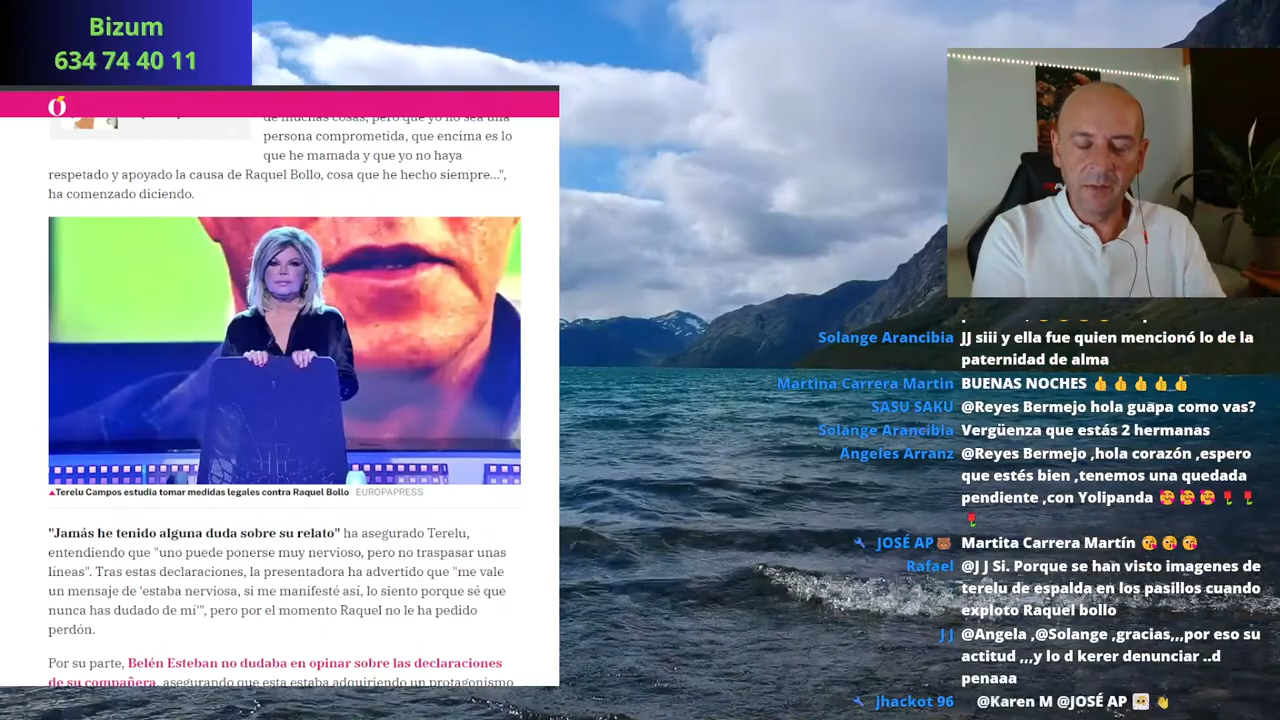 Bizum
634 74 40 11
de muchas cosas, pero que yo no sea una
persona comprometida, que encima es lo
que he mamada y que yo no haya
respetado y apoyado la causa de Raquel Bollo, cosa que he hecho siempre...",
ha comenzado diciendo.
▲Terelu Campos estudia tomar medidas legales contra Raquel Bollo EUROPAPRESS
"Jamás he tenido alguna duda sobre su relato" ha asegurado Terelu,
entendiendo que "uno puede ponerse muy nervioso, pero no traspasar unas
líneas". Tras estas declaraciones, la presentadora ha advertido que "me vale
un mensaje de 'estaba nerviosa, si me manifesté así, lo siento porque sé que
nunca has dudado de mí'", pero por el momento Raquel no le ha pedido
perdón.
Por su parte, Belén Esteban no dudaba en opinar sobre las declaraciones
de su compañera, asegurando que esta estaba adquiriendo un protagonismo
Solange Arancibia JJ siii y ella fue quien mencionó lo de la
paternidad de alma
Martina Carrera Martin BUENAS NOCHES 👍👍👍👍👍
SASU SAKU @Reyes Bermejo hola guapa como vas?
Solange Arancibia Vergüenza que estás 2 hermanas
Angeles Arranz @Reyes Bermejo ,hola corazón ,espero
que estés bien ,tenemos una quedada
pendiente ,con Yolipanda 🥰🥰🥰🌹🌹
🌹
JOSÉ AP🐻 Martita Carrera Martín 😘😘😘
Rafael @J J Si. Porque se han visto imagenes de
terelu de espalda en los pasillos cuando
exploto Raquel bollo
J J @Angela ,@Solange ,gracias,,,por eso su
actitud ,,,y lo d kerer denunciar ..d
penaaa
jhackot 96 @Karen M @JOSÉ AP 👋